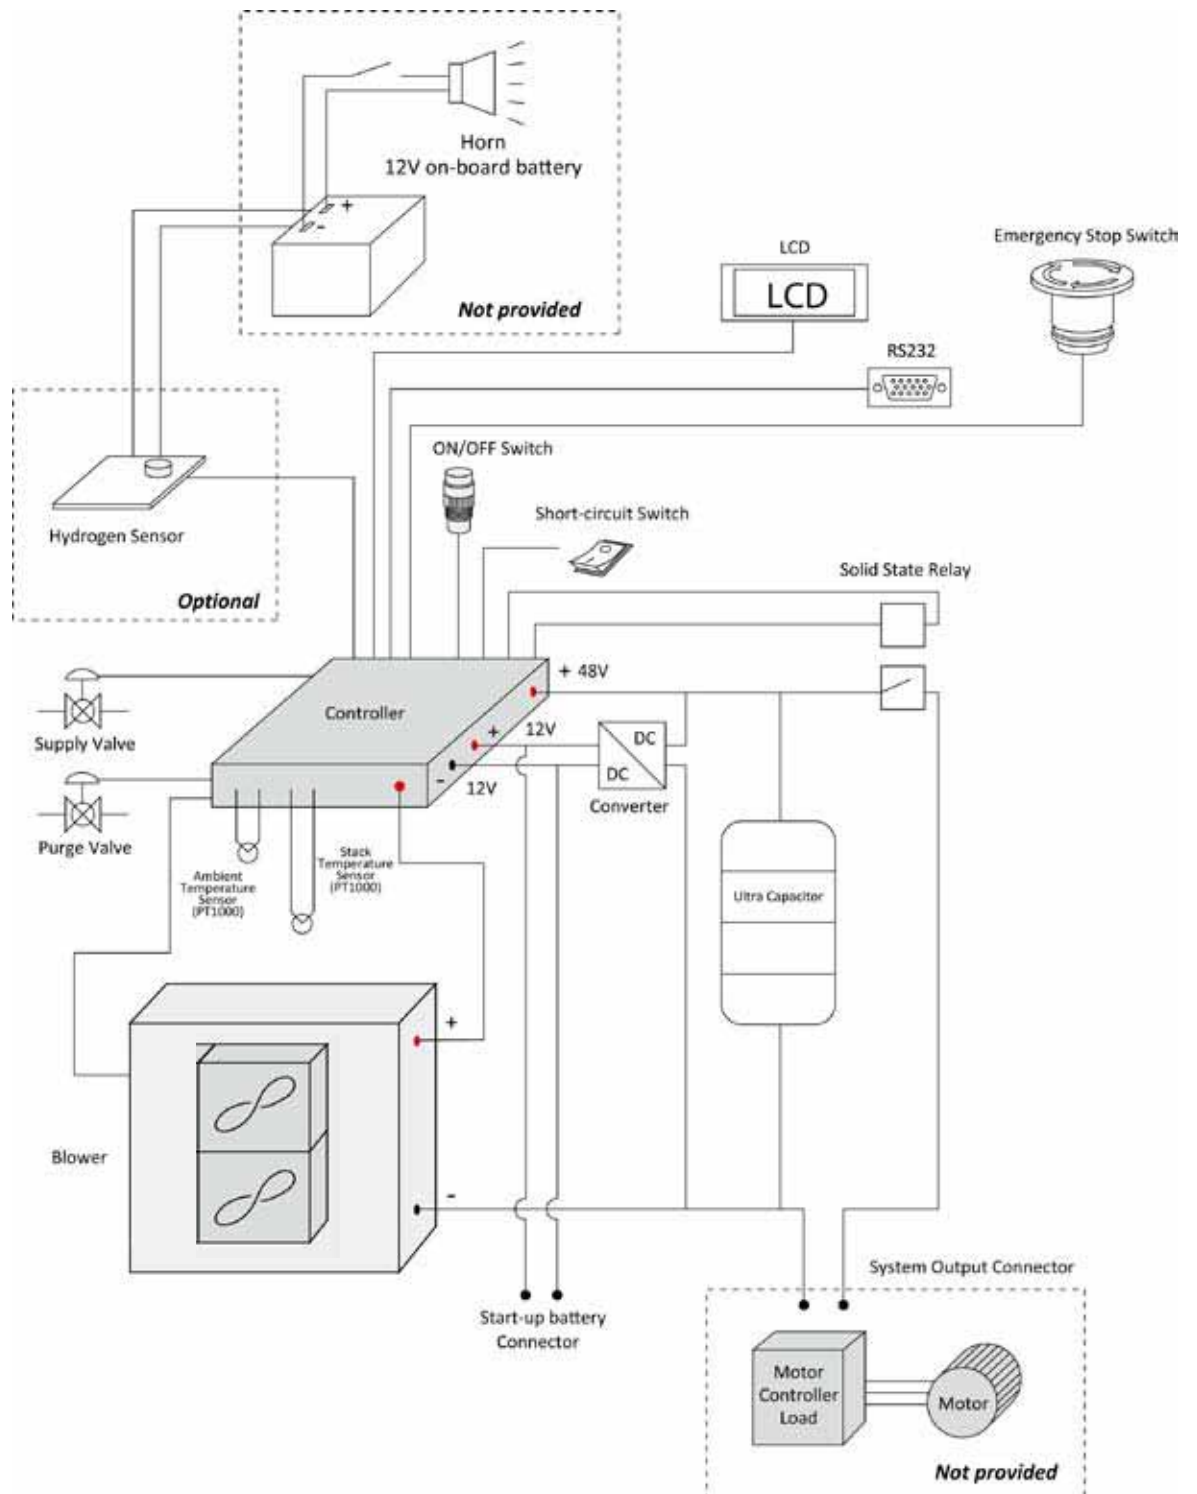 Horn
12V on-board battery
+
-
Not provided
LCD
LCD
Emergency Stop Switch
RS232
ON/OFF Switch
Short-circuit Switch
Hydrogen Sensor
Optional
Solid State Relay
+ 48V
Controller
Supply Valve
+
12V
DC
DC
-
12V
Converter
Purge Valve
Stack
Temperature
Sensor
(PT1000)
Ambient
Temperature
Sensor
(PT1000)
Ultra Capacitor
+
Blower
-
System Output Connector
Start-up battery
Connector
Motor
Controller
Load
Motor
Not provided